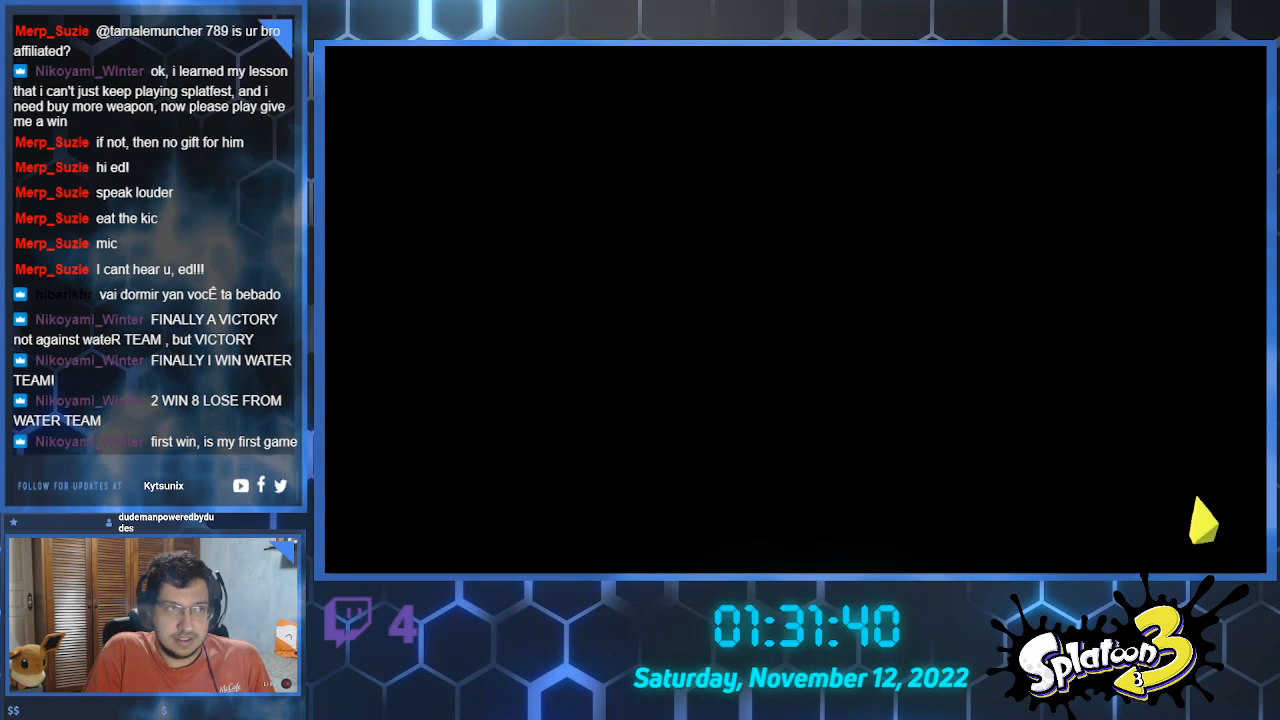 Merp_Suzie @tamalemuncher 789 is ur bro
affiliated?
Nikoyami_Winter ok, i learned my lesson
that i can't just keep playing splatfest, and i
need buy more weapon, now please play give
me a win
Merp_Suzie if not, then no gift for him
Merp_Suzie hi ed!
Merp_Suzie speak louder
Merp_Suzie eat the kic
Merp_Suzie mic
Merp_Suzie I cant hear u, ed!!!
hibarikhr vai dormir yan vocÊ ta bebado
Nikoyami_Winter FINALLY A VICTORY
not against wateR TEAM , but VICTORY
Nikoyami_Winter FINALLY I WIN WATER
TEAM!
Nikoyami_Winter 2 WIN 8 LOSE FROM
WATER TEAM
Nikoyami_Winter first win, is my first game
FOLLOW FOR UPDATES AT Kytsunix
dudemanpoweredbydu
des
McCafé
$$ $
4
01:31:40
Saturday, November 12, 2022
Splatoon 3